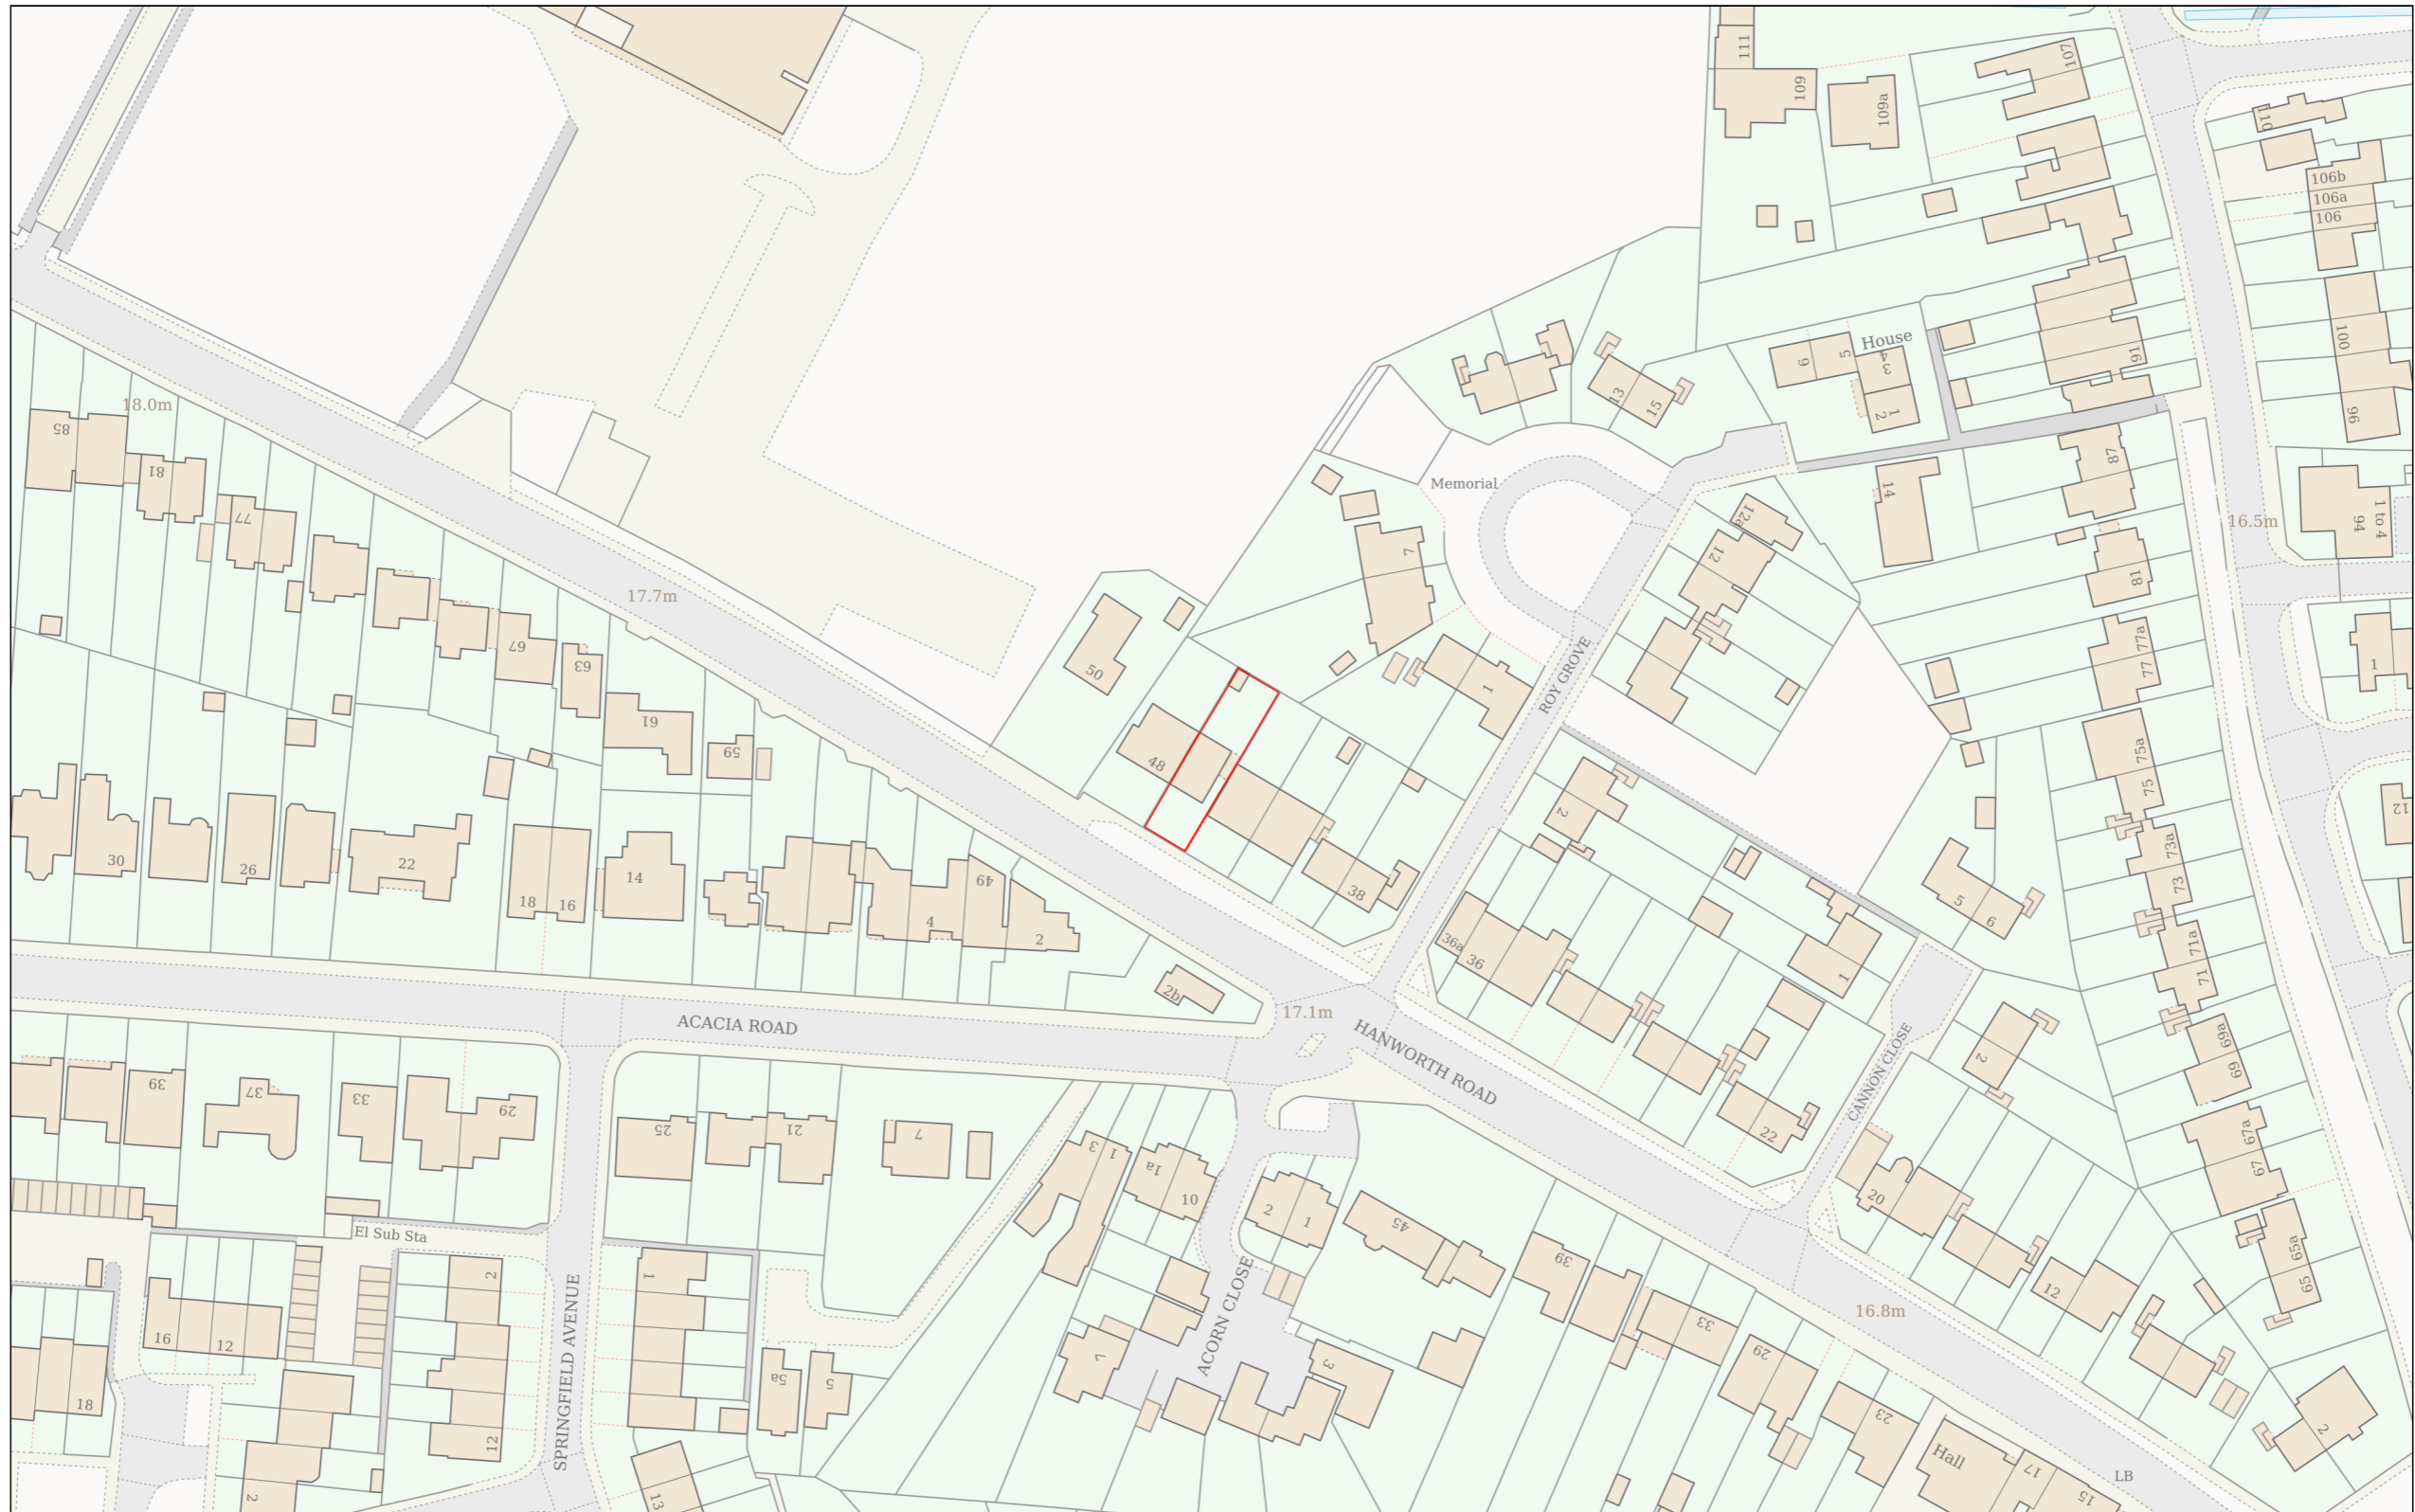 111
109
109a
107
110
106b
106a
106
100
96
91
House
6
5
4
3
1
2
13
15
18.0m
85
81
77
Memorial
7
12a
12
14
87
16.5m
94
1 to 4
81
17.7m
67
63
61
59
50
48
1
ROY GROVE
77a
77
1
75a
75
12
30
26
22
18
16
14
49
4
2
2b
38
2
36a
36
1
5
6
73a
73
71a
71
17.1m
ACACIA ROAD
HANWORTH ROAD
CANNON CLOSE
2
69a
69
22
39
37
33
29
25
21
7
3
1
1a
10
2
1
45
20
67a
67
El Sub Sta
SPRINGFIELD AVENUE
ACORN CLOSE
2
1
16
12
18
12
2
13
5a
5
7
3
39
33
29
23
16.8m
12
65a
65
2
Hall
17
15
LB